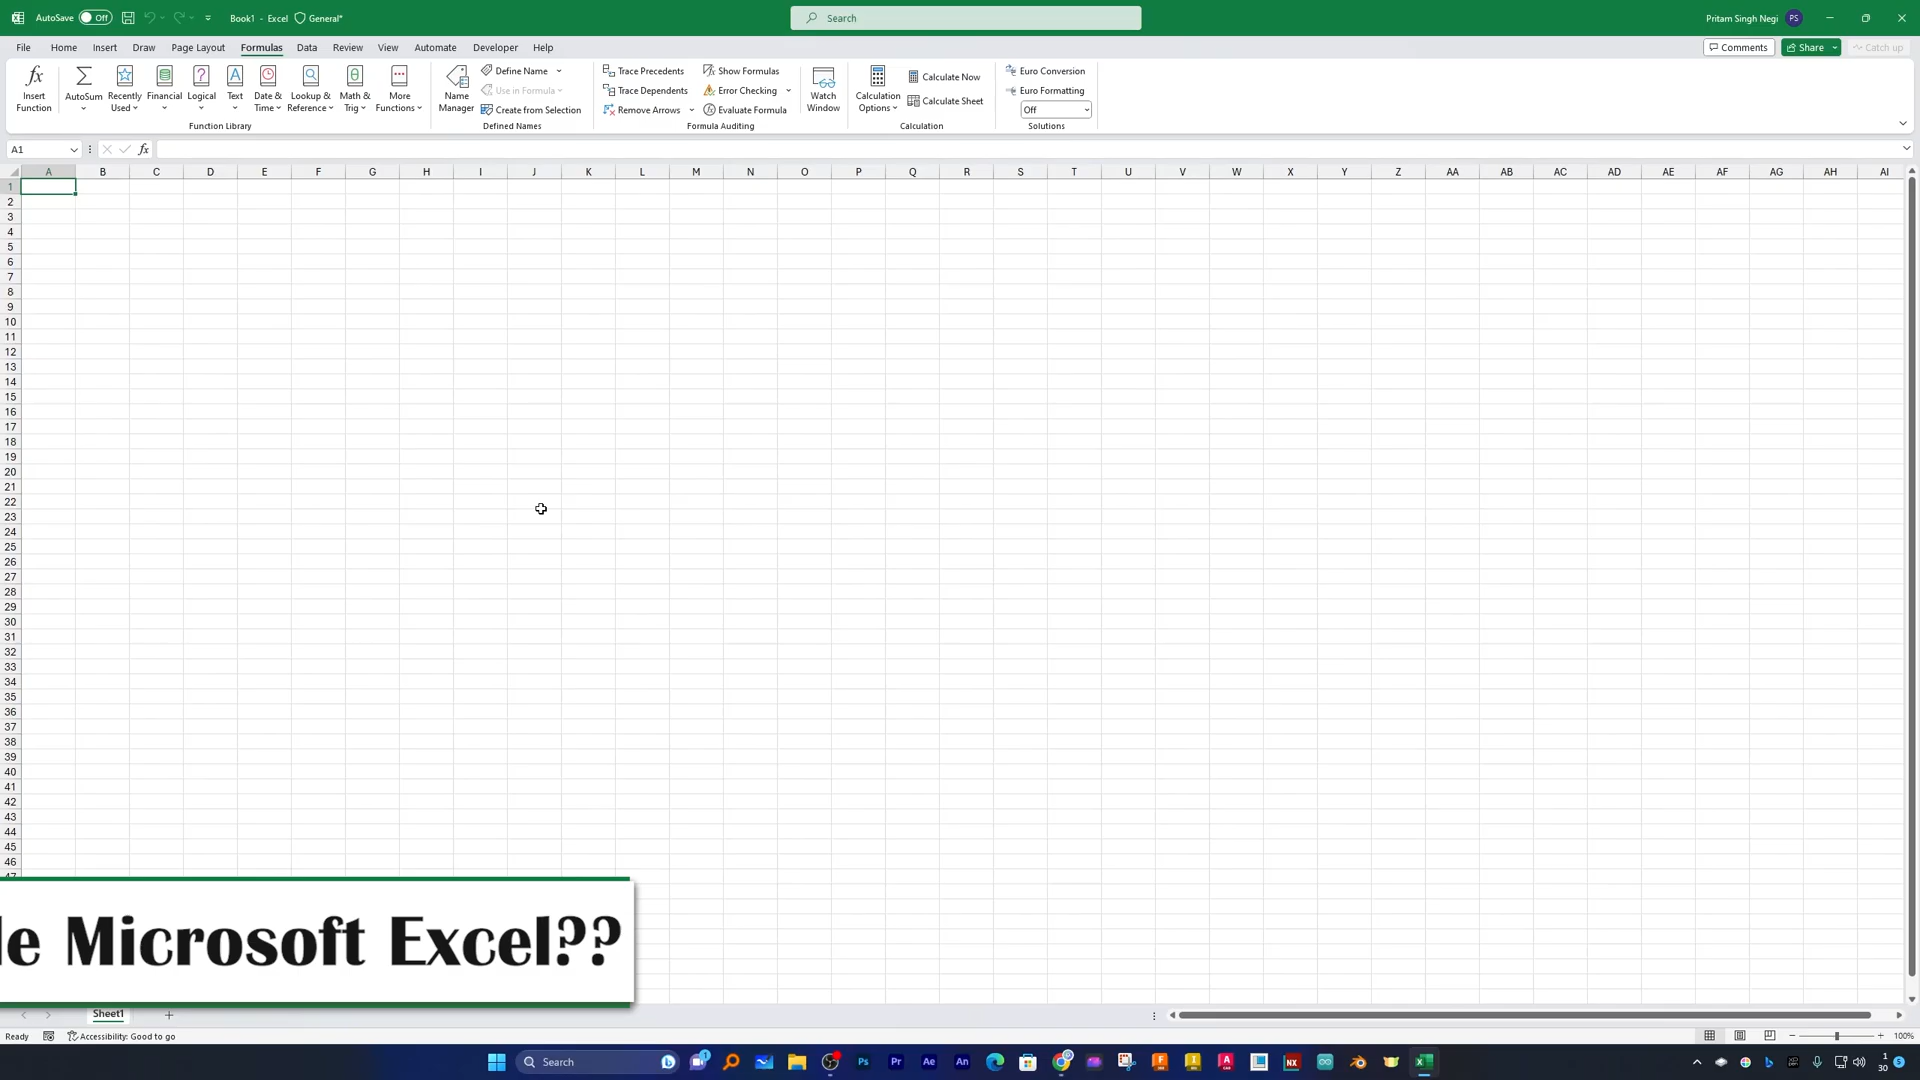 AutoSave Off Book1 - Excel General* Search Pritam Singh Negi PS
File Home Insert Draw Page Layout Formulas Data Review View Automate Developer Help Comments Share Catch up
Insert Function
AutoSum
Recently Used
Financial
Logical
Text
Date & Time
Lookup & Reference
Math & Trig
More Functions
Function Library
Name Manager
Define Name
Use in Formula
Create from Selection
Defined Names
Trace Precedents
Trace Dependents
Remove Arrows
Show Formulas
Error Checking
Evaluate Formula
Formula Auditing
Watch Window
Calculation Options
Calculate Now
Calculate Sheet
Calculation
Euro Conversion
Euro Formatting
Off
Solutions
A1 fx
A B C D E F G H I J K L M N O P Q R S T U V W X Y Z AA AB AC AD AE AF AG AH AI
1
2
3
4
5
6
7
8
9
10
11
12
13
14
15
16
17
18
19
20
21
22
23
24
25
26
27
28
29
30
31
32
33
34
35
36
37
38
39
40
41
42
43
44
45
46
le Microsoft Excel??
Sheet1
Ready Accessibility: Good to go 100%
Search Ps Pr Ae An NX